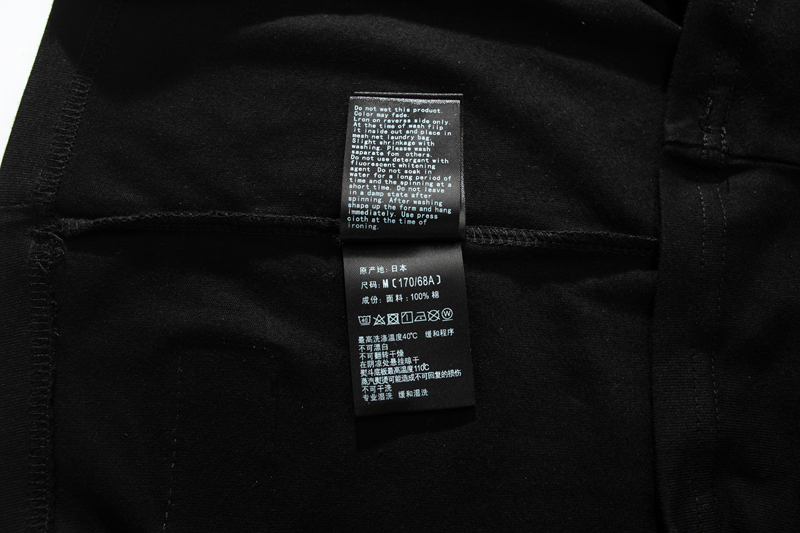 Do not wet this product.
Color may fade.
Lron on reverse side only.
At the time of wash flip
it inside out and place in
mesh net laundry bag.
Slight shrinkage with
washing. Please wash
separate fon others.
Do not use detergent with
fluorescent whitening
agent. Do not soak in
water for a long period of
time and the spinning at a
short time. Do not leave
in a damp state after
spinning. After washing
shape up the form and hang
immediately. Use press
cloth at the time of
ironing.
原产地: 日本
尺码: M (170/68A)
成份: 面料: 100% 棉
最高洗涤温度40℃ 缓和程序
不可漂白
不可翻转干燥
在阴凉处悬挂晾干
熨斗底板最高温度110℃
蒸汽熨烫可能造成不可回复的损伤
不可干洗
专业湿洗 缓和湿洗